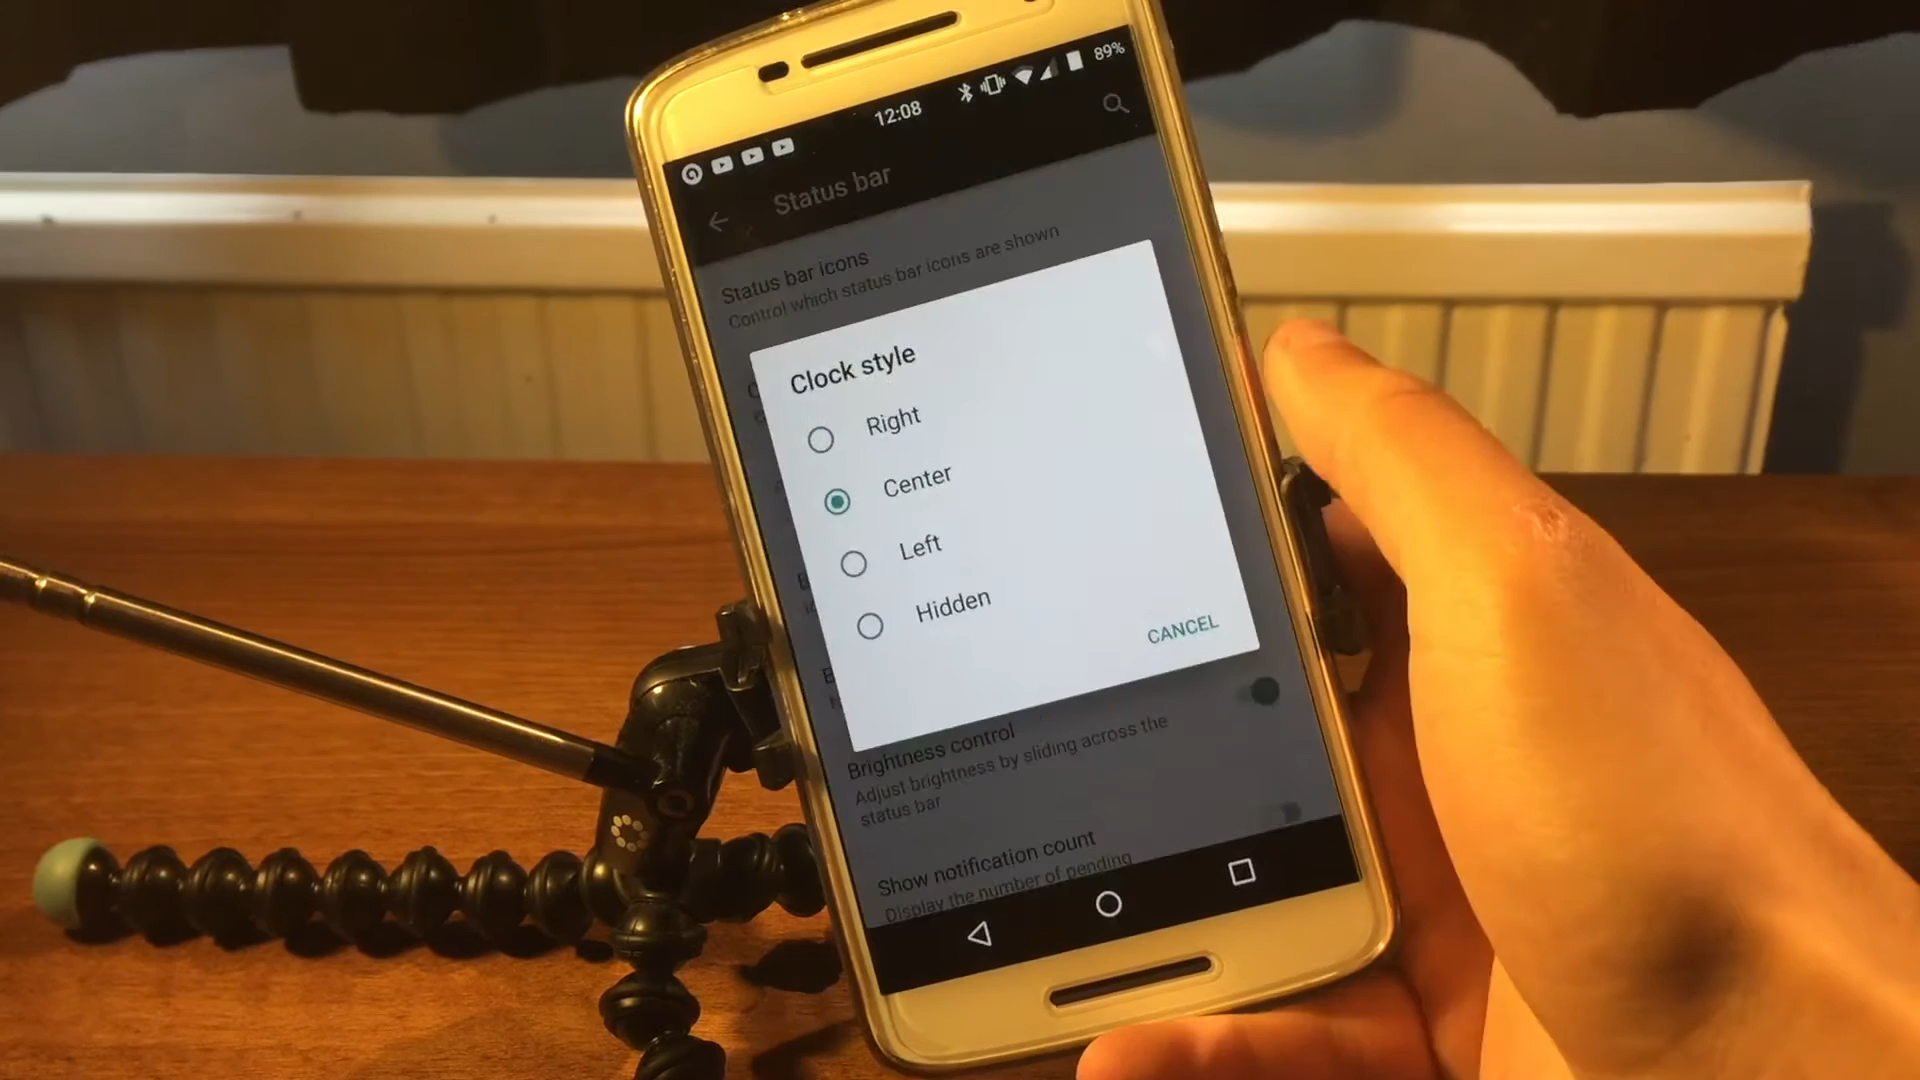 12:08
89%
Status bar
Status bar icons
Control which status bar icons are shown
Clock style
Right
Center
Left
Hidden
CANCEL
Brightness control
Adjust brightness by sliding across the
status bar
Show notification count
Display the number of pending